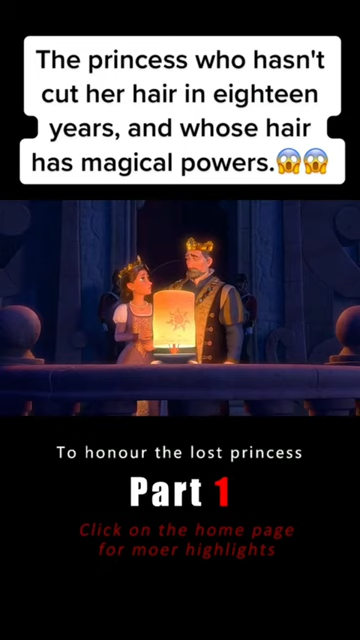 The princess who hasn't
cut her hair in eighteen
years, and whose hair
has magical powers.😱😱
To honour the lost princess
Part 1
Click on the home page
for moer highlights